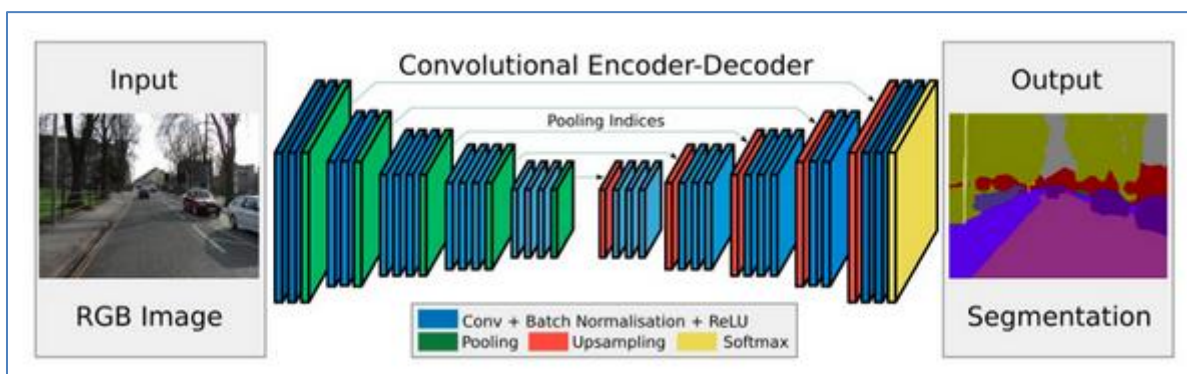 Input
RGB Image
Convolutional Encoder-Decoder
Pooling Indices
Conv + Batch Normalisation + ReLU
Pooling Upsampling Softmax
Output
Segmentation